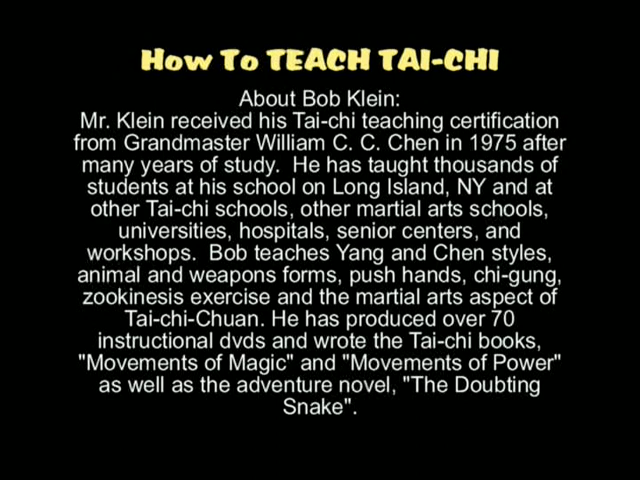 How To TEACH TAI-CHI
About Bob Klein:
Mr. Klein received his Tai-chi teaching certification
from Grandmaster William C. C. Chen in 1975 after
many years of study.  He has taught thousands of
students at his school on Long Island, NY and at
other Tai-chi schools, other martial arts schools,
universities, hospitals, senior centers, and
workshops.  Bob teaches Yang and Chen styles,
animal and weapons forms, push hands, chi-gung,
zookinesis exercise and the martial arts aspect of
Tai-chi-Chuan. He has produced over 70
instructional dvds and wrote the Tai-chi books,
"Movements of Magic" and "Movements of Power"
as well as the adventure novel, "The Doubting
Snake".